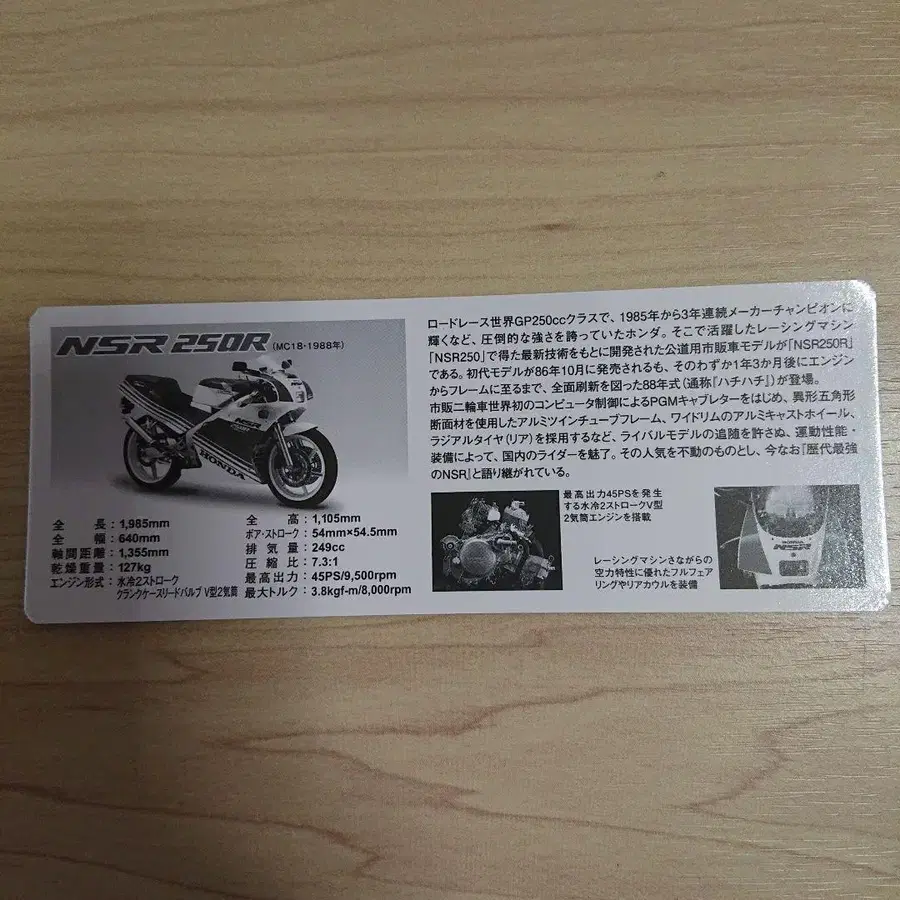 NSR 250R (MC18・1988年)
HONDA
全長：1,985mm
全幅：640mm
軸間距離：1,355mm
乾燥重量：127kg
エンジン形式：水冷2ストローク
クランクケースリードバルブ V型2気筒
全高：1,105mm
ボア・ストローク：54mm×54.5mm
排気量：249cc
圧縮比：7.3:1
最高出力：45PS/9,500rpm
最大トルク：3.8kgf-m/8,000rpm
ロードレース世界GP250ccクラスで、1985年から3年連続メーカーチャンピオンに
輝くなど、圧倒的な強さを誇っていたホンダ。そこで活躍したレーシングマシン
「NSR250」で得た最新技術をもとに開発された公道用市販車モデルが「NSR250R」
である。初代モデルが86年10月に発売されるも、そのわずか1年3か月後にエンジン
からフレームに至るまで、全面刷新を図った88年式（通称『ハチハチ』）が登場。
市販二輪車世界初のコンピュータ制御によるPGMキャブレターをはじめ、異形五角形
断面材を使用したアルミツインチューブフレーム、ワイドリムのアルミキャストホイール、
ラジアルタイヤ（リア）を採用するなど、ライバルモデルの追随を許さぬ、運動性能・
装備によって、国内のライダーを魅了。その人気を不動のものとし、今なお『歴代最強
のNSR』と語り継がれている。
最高出力45PSを発生
する水冷2ストロークV型
2気筒エンジンを搭載
レーシングマシンさながらの
空力特性に優れたフルフェア
リングやリアカウルを装備
HONDA
NSR